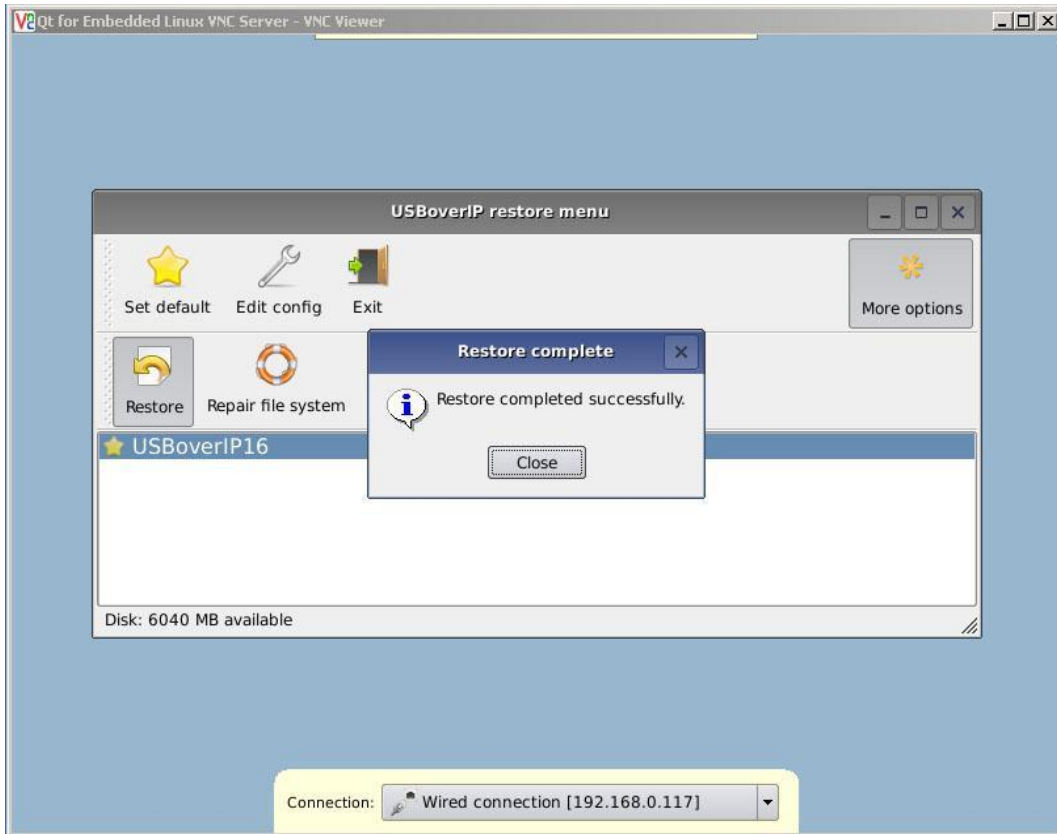 Qt for Embedded Linux VNC Server - VNC Viewer
USBoverIP restore menu
Set default
Edit config
Exit
More options
Restore
Repair file system
Restore complete
Restore completed successfully.
Close
USBoverIP16
Disk: 6040 MB available
Connection:
Wired connection [192.168.0.117]